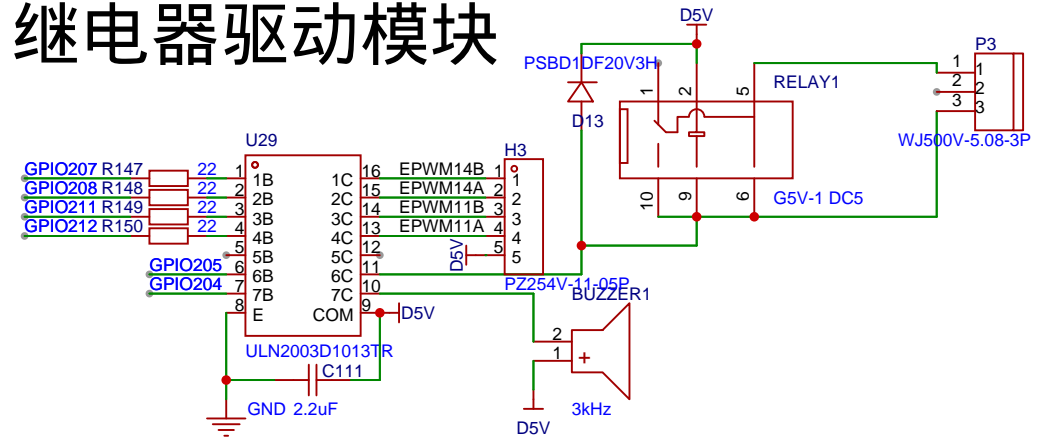 继电器驱动模块
D5V
PSBD1DF20V3H
D13
1
2
5
RELAY1
10
9
6
G5V-1 DC5
P3
1 1
2 2
3 3
WJ500V-5.08-3P
U29
GPIO207 R147 22 1 1B 1C 16 EPWM14B
GPIO208 R148 22 2 2B 2C 15 EPWM14A
GPIO211 R149 22 3 3B 3C 14 EPWM11B
GPIO212 R150 22 4 4B 4C 13 EPWM11A
5 5B 5C 12
GPIO205 6 6B 6C 11
GPIO204 7 7B 7C 10
8 E COM 9 D5V
ULN2003D1013TR
H3
1 1
2 2
3 3
4 4
D5V 5 5
PZ254V-11-05P
BUZZER1
2
1
+
3kHz
D5V
C111
GND 2.2uF